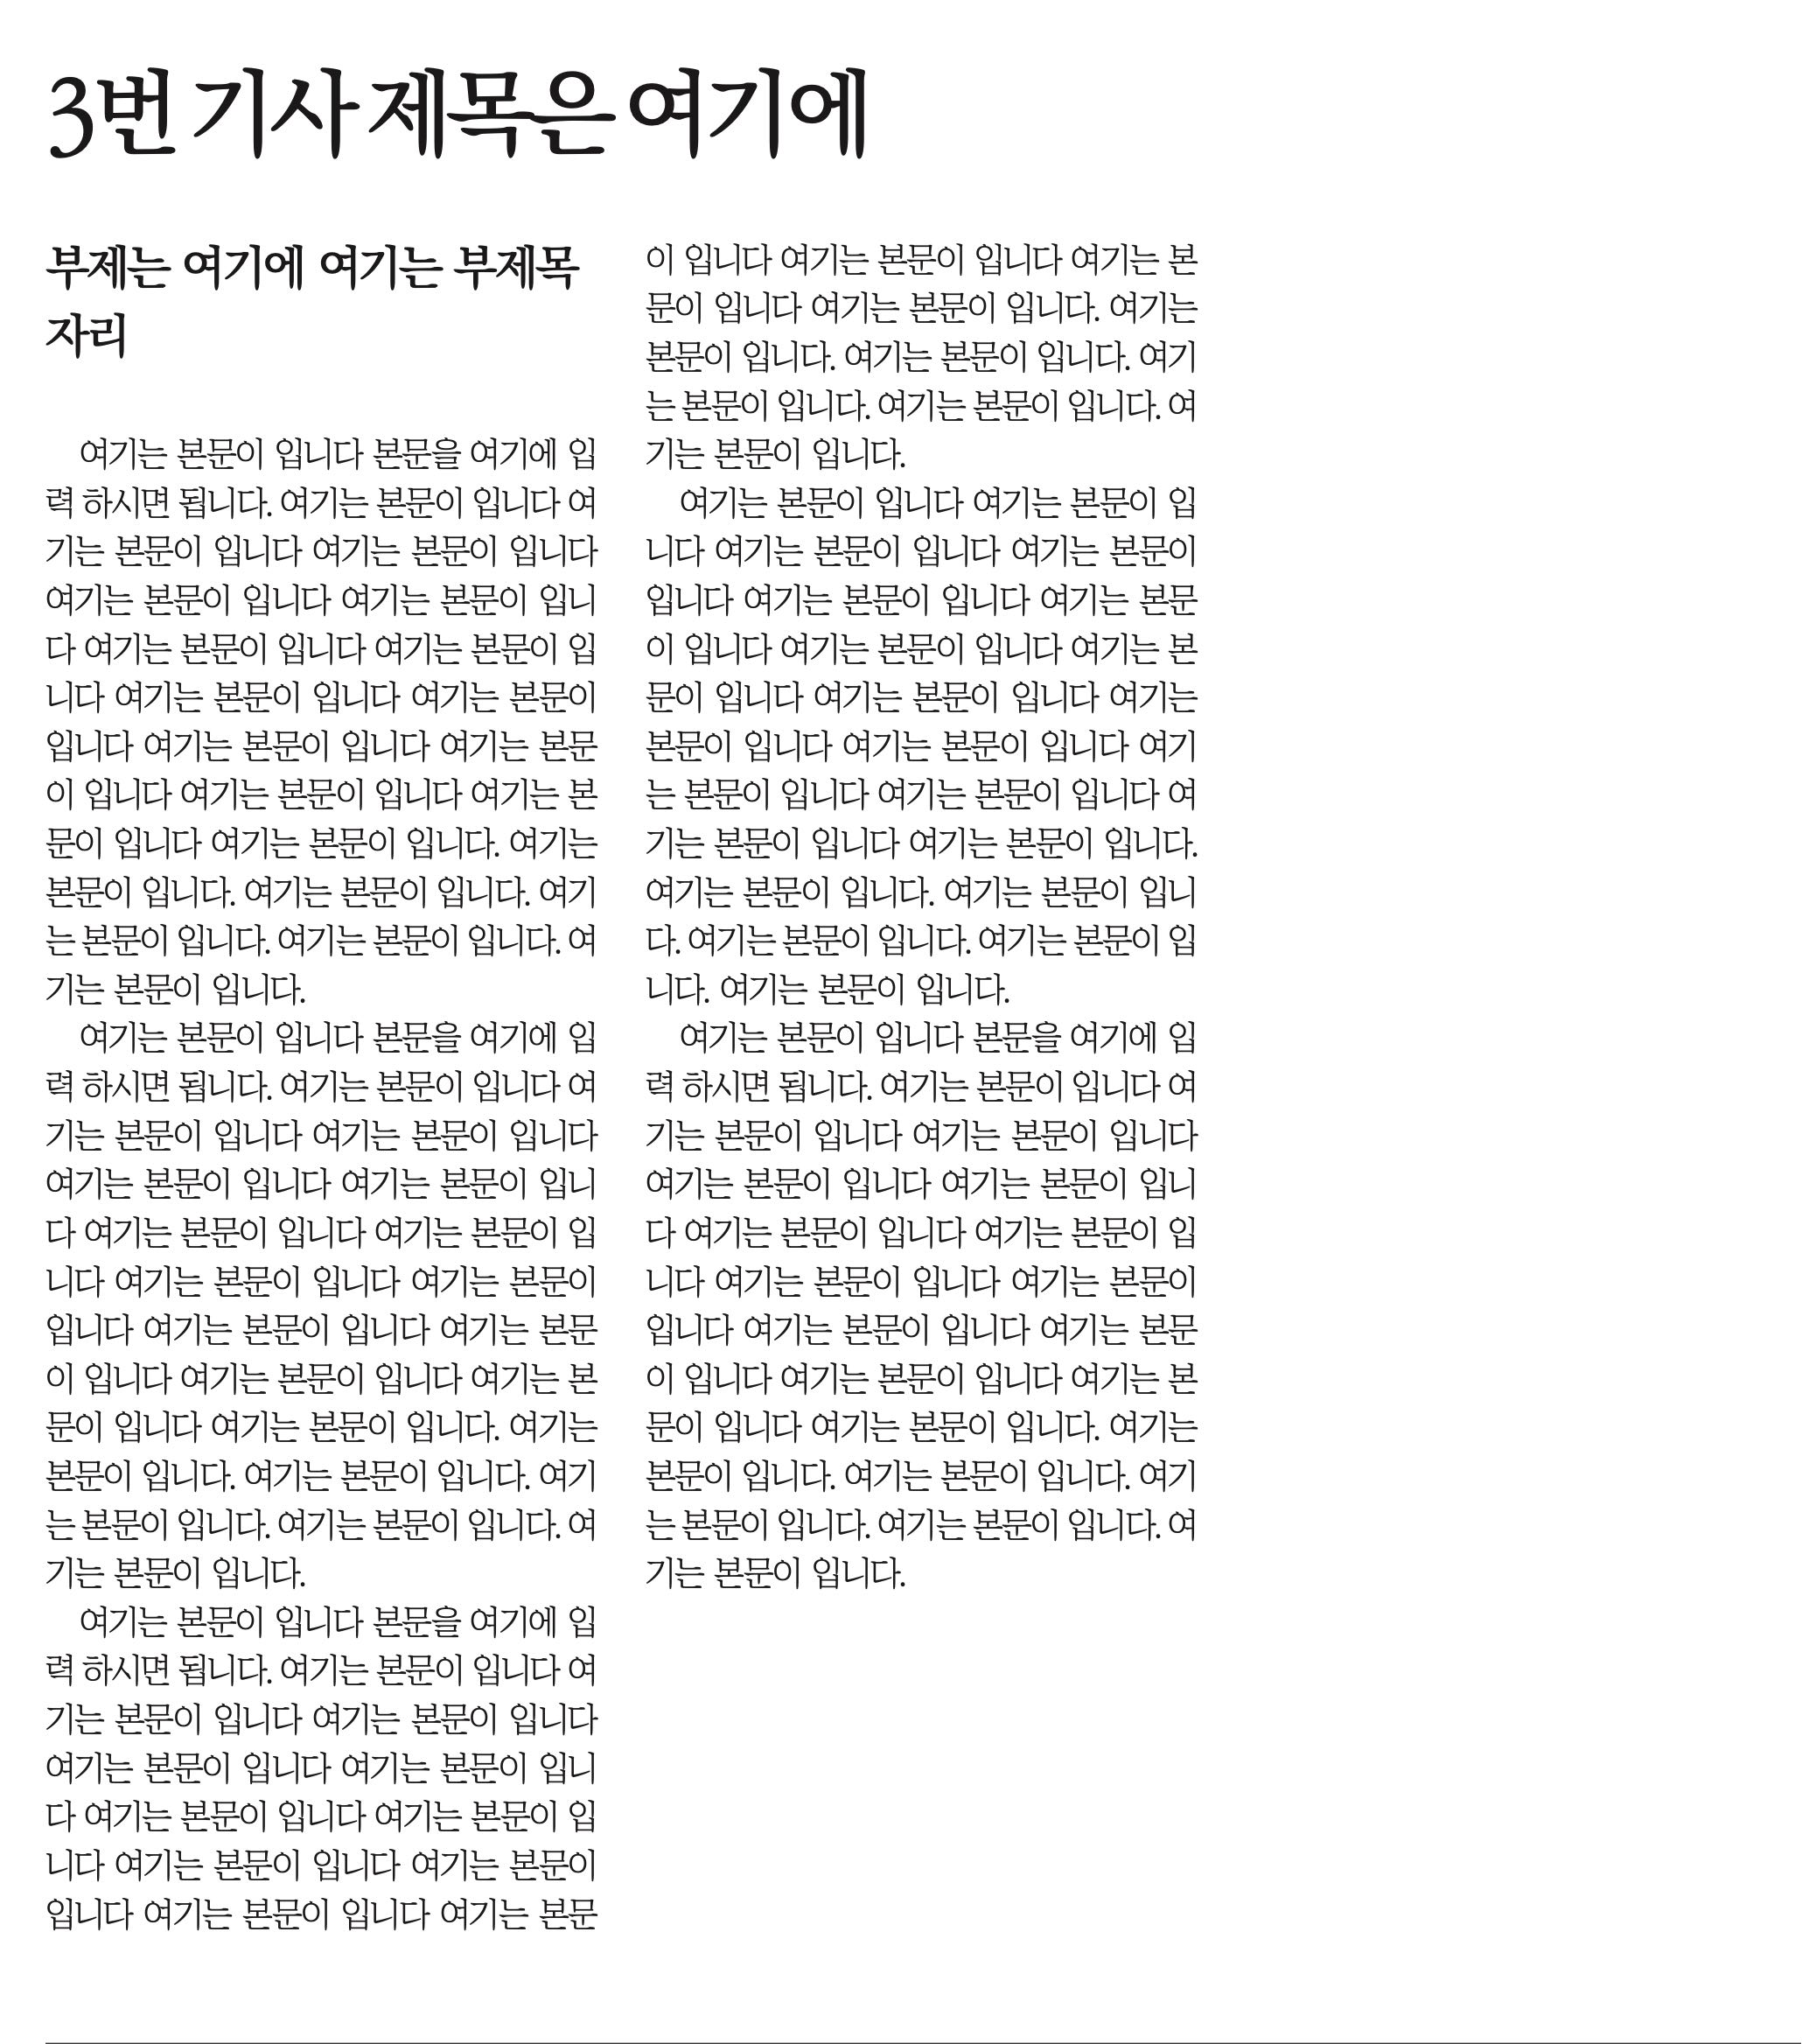 3번 기사 제목은 여기에
부제는 여기에 여기는 부제목
자리
여기는 본문이 입니다 본문을 여기에 입
력 하시면 됩니다. 여기는 본문이 입니다 여
기는 본문이 입니다 여기는 본문이 입니다
여기는 본문이 입니다 여기는 본문이 입니
다 여기는 본문이 입니다 여기는 본문이 입
니다 여기는 본문이 입니다 여기는 본문이
입니다 여기는 본문이 입니다 여기는 본문
이 입니다 여기는 본문이 입니다 여기는 본
문이 입니다 여기는 본문이 입니다. 여기는
본문이 입니다. 여기는 본문이 입니다. 여기
는 본문이 입니다. 여기는 본문이 입니다. 여
기는 본문이 입니다.
여기는 본문이 입니다 본문을 여기에 입
력 하시면 됩니다. 여기는 본문이 입니다 여
기는 본문이 입니다 여기는 본문이 입니다
여기는 본문이 입니다 여기는 본문이 입니
다 여기는 본문이 입니다 여기는 본문이 입
니다 여기는 본문이 입니다 여기는 본문이
입니다 여기는 본문이 입니다 여기는 본문
이 입니다 여기는 본문이 입니다 여기는 본
문이 입니다 여기는 본문이 입니다. 여기는
본문이 입니다. 여기는 본문이 입니다. 여기
는 본문이 입니다. 여기는 본문이 입니다. 여
기는 본문이 입니다.
여기는 본문이 입니다 본문을 여기에 입
력 하시면 됩니다. 여기는 본문이 입니다 여
기는 본문이 입니다 여기는 본문이 입니다
여기는 본문이 입니다 여기는 본문이 입니
다 여기는 본문이 입니다 여기는 본문이 입
니다 여기는 본문이 입니다 여기는 본문이
입니다 여기는 본문이 입니다 여기는 본문
이 입니다 여기는 본문이 입니다 여기는 본
문이 입니다 여기는 본문이 입니다. 여기는
본문이 입니다. 여기는 본문이 입니다. 여기
는 본문이 입니다. 여기는 본문이 입니다. 여
기는 본문이 입니다.
여기는 본문이 입니다 여기는 본문이 입
니다 여기는 본문이 입니다 여기는 본문이
입니다 여기는 본문이 입니다 여기는 본문
이 입니다 여기는 본문이 입니다 여기는 본
문이 입니다 여기는 본문이 입니다 여기는
본문이 입니다 여기는 본문이 입니다 여기
는 본문이 입니다 여기는 본문이 입니다 여
기는 본문이 입니다 여기는 본문이 입니다.
여기는 본문이 입니다. 여기는 본문이 입니
다. 여기는 본문이 입니다. 여기는 본문이 입
니다. 여기는 본문이 입니다.
여기는 본문이 입니다 본문을 여기에 입
력 하시면 됩니다. 여기는 본문이 입니다 여
기는 본문이 입니다 여기는 본문이 입니다
여기는 본문이 입니다 여기는 본문이 입니
다 여기는 본문이 입니다 여기는 본문이 입
니다 여기는 본문이 입니다 여기는 본문이
입니다 여기는 본문이 입니다 여기는 본문
이 입니다 여기는 본문이 입니다 여기는 본
문이 입니다 여기는 본문이 입니다. 여기는
본문이 입니다. 여기는 본문이 입니다. 여기
는 본문이 입니다. 여기는 본문이 입니다. 여
기는 본문이 입니다.